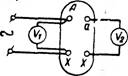 A a
V₁ V₂
X X